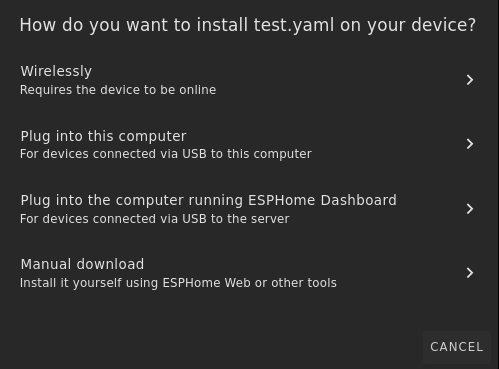 How do you want to install test.yaml on your device?
Wirelessly
Requires the device to be online
Plug into this computer
For devices connected via USB to this computer
Plug into the computer running ESPHome Dashboard
For devices connected via USB to the server
Manual download
Install it yourself using ESPHome Web or other tools
CANCEL